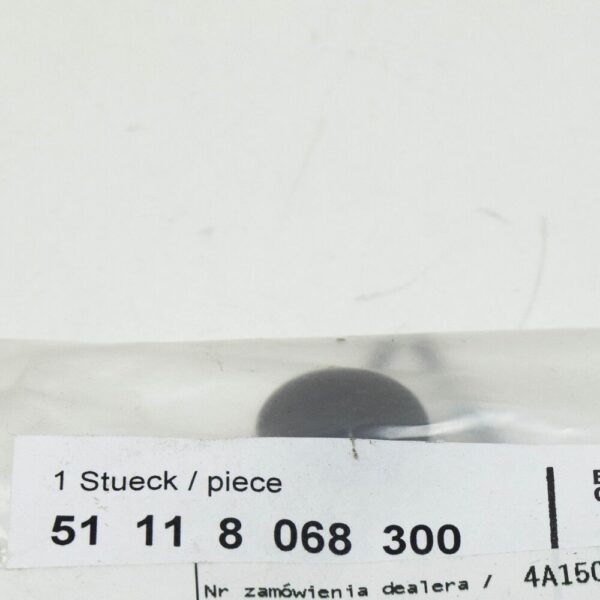 1 Stueck / piece
51 11 8 068 300
Nr zamówienia dealera / 4A150